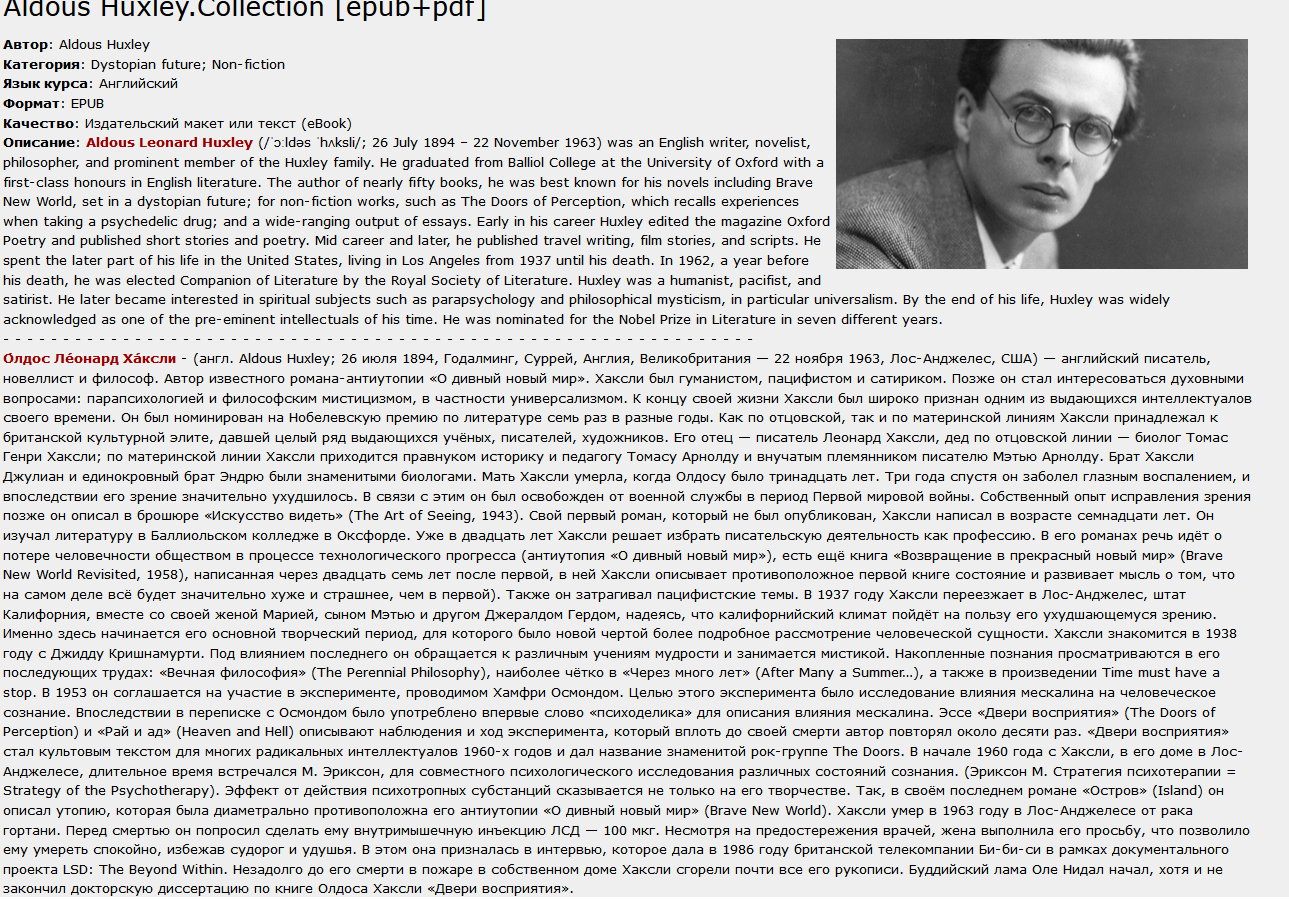 Aldous Huxley.Collection [epub+pdf]
Автор: Aldous Huxley
Категория: Dystopian future; Non-fiction
Язык курса: Английский
Формат: EPUB
Качество: Издательский макет или текст (eBook)
Описание: Aldous Leonard Huxley (/ˈɔːldəs ˈhʌksli/; 26 July 1894 – 22 November 1963) was an English writer, novelist,
philosopher, and prominent member of the Huxley family. He graduated from Balliol College at the University of Oxford with a
first-class honours in English literature. The author of nearly fifty books, he was best known for his novels including Brave
New World, set in a dystopian future; for non-fiction works, such as The Doors of Perception, which recalls experiences
when taking a psychedelic drug; and a wide-ranging output of essays. Early in his career Huxley edited the magazine Oxford
Poetry and published short stories and poetry. Mid career and later, he published travel writing, film stories, and scripts. He
spent the later part of his life in the United States, living in Los Angeles from 1937 until his death. In 1962, a year before
his death, he was elected Companion of Literature by the Royal Society of Literature. Huxley was a humanist, pacifist, and
satirist. He later became interested in spiritual subjects such as parapsychology and philosophical mysticism, in particular universalism. By the end of his life, Huxley was widely
acknowledged as one of the pre-eminent intellectuals of his time. He was nominated for the Nobel Prize in Literature in seven different years.
- - - - - - - - - - - - - - - - - - - - - - - - - - - - - - - - - - - - - - - - - - - - - - - - - - - - - - - - - - - - - - -
О́лдос Ле́онард Ха́ксли - (англ. Aldous Huxley; 26 июля 1894, Годалминг, Суррей, Англия, Великобритания — 22 ноября 1963, Лос-Анджелес, США) — английский писатель,
новеллист и философ. Автор известного романа-антиутопии «О дивный новый мир». Хаксли был гуманистом, пацифистом и сатириком. Позже он стал интересоваться духовными
вопросами: парапсихологией и философским мистицизмом, в частности универсализмом. К концу своей жизни Хаксли был широко признан одним из выдающихся интеллектуалов
своего времени. Он был номинирован на Нобелевскую премию по литературе семь раз в разные годы. Как по отцовской, так и по материнской линиям Хаксли принадлежал к
британской культурной элите, давшей целый ряд выдающихся учёных, писателей, художников. Его отец — писатель Леонард Хаксли, дед по отцовской линии — биолог Томас
Генри Хаксли; по материнской линии Хаксли приходится правнуком историку и педагогу Томасу Арнолду и внучатым племянником писателю Мэтью Арнолду. Брат Хаксли
Джулиан и единокровный брат Эндрю были знаменитыми биологами. Мать Хаксли умерла, когда Олдосу было тринадцать лет. Три года спустя он заболел глазным воспалением, и
впоследствии его зрение значительно ухудшилось. В связи с этим он был освобожден от военной службы в период Первой мировой войны. Собственный опыт исправления зрения
позже он описал в брошюре «Искусство видеть» (The Art of Seeing, 1943). Свой первый роман, который не был опубликован, Хаксли написал в возрасте семнадцати лет. Он
изучал литературу в Баллиольском колледже в Оксфорде. Уже в двадцать лет Хаксли решает избрать писательскую деятельность как профессию. В его романах речь идёт о
потере человечности обществом в процессе технологического прогресса (антиутопия «О дивный новый мир»), есть ещё книга «Возвращение в прекрасный новый мир» (Brave
New World Revisited, 1958), написанная через двадцать семь лет после первой, в ней Хаксли описывает противоположное первой книге состояние и развивает мысль о том, что
на самом деле всё будет значительно хуже и страшнее, чем в первой). Также он затрагивал пацифистские темы. В 1937 году Хаксли переезжает в Лос-Анджелес, штат
Калифорния, вместо со своей женой Марией, сыном Мэтью и другом Джералдом Гердом, надеясь, что калифорнийский климат пойдёт на пользу его ухудшающемуся зрению.
Именно здесь начинается его основной творческий период, для которого было новой чертой более подробное рассмотрение человеческой сущности. Хаксли знакомится в 1938
году с Джидду Кришнамурти. Под влиянием последнего он обращается к различным учениям мудрости и занимается мистикой. Накопленные познания просматриваются в его
последующих трудах: «Вечная философия» (The Perennial Philosophy), наиболее чётко в «Через много лет» (After Many a Summer…), а также в произведении Time must have a
stop. В 1953 он соглашается на участие в эксперименте, проводимом Хамфри Осмондом. Целью этого эксперимента было исследование влияния мескалина на человеческое
сознание. Впоследствии в переписке с Осмондом было употреблено впервые слово «психоделика» для описания влияния мескалина. Эссе «Двери восприятия» (The Doors of
Perception) и «Рай и ад» (Heaven and Hell) описывают наблюдения и ход эксперимента, который вплоть до своей смерти автор повторял около десяти раз. «Двери восприятия»
стал культовым текстом для многих радикальных интеллектуалов 1960-х годов и дал название знаменитой рок-группе The Doors. В начале 1960 года с Хаксли, в его доме в Лос-
Анджелесе, длительное время встречался М. Эриксон, для совместного психологического исследования различных состояний сознания. (Эриксон М. Стратегия психотерапии =
Strategy of the Psychotherapy). Эффект от действия психотропных субстанций сказывается не только на его творчестве. Так, в своём последнем романе «Остров» (Island) он
описал утопию, которая была диаметрально противоположна его антиутопии «О дивный новый мир» (Brave New World). Хаксли умер в 1963 году в Лос-Анджелесе от рака
гортани. Перед смертью он попросил сделать ему внутримышечную инъекцию ЛСД — 100 мкг. Несмотря на предостережения врачей, жена выполнила его просьбу, что позволило
ему умереть спокойно, избежав судорог и удушья. В этом она призналась в интервью, которое дала в 1986 году британской телекомпании Би-би-си в рамках документального
проекта LSD: The Beyond Within. Незадолго до его смерти в пожаре в собственном доме Хаксли сгорели почти все его рукописи. Буддийский лама Оле Нидал начал, хотя и не
закончил докторскую диссертацию по книге Олдоса Хаксли «Двери восприятия».